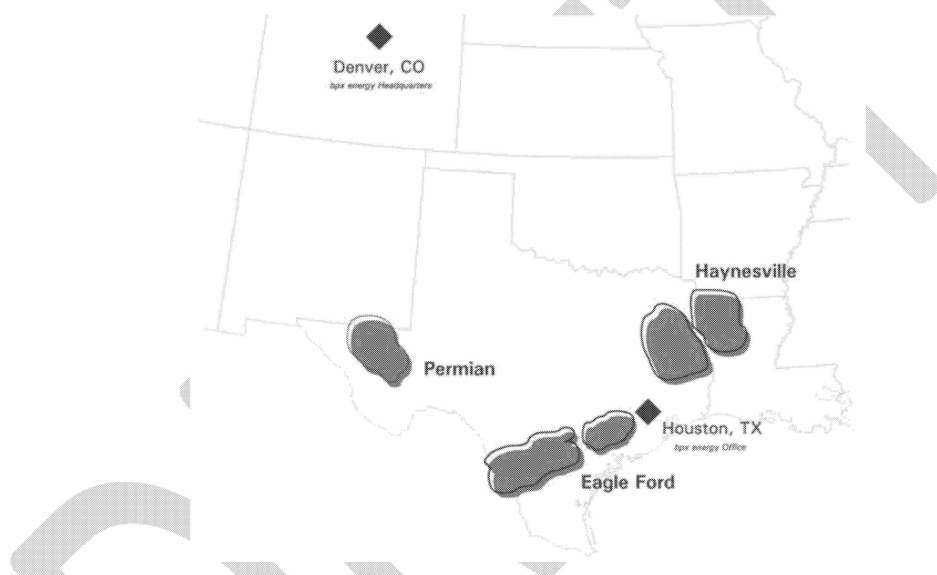 Denver, CO
bpx energy Headquarters
Haynesville
Permian
Houston, TX
bpx energy Office
Eagle Ford